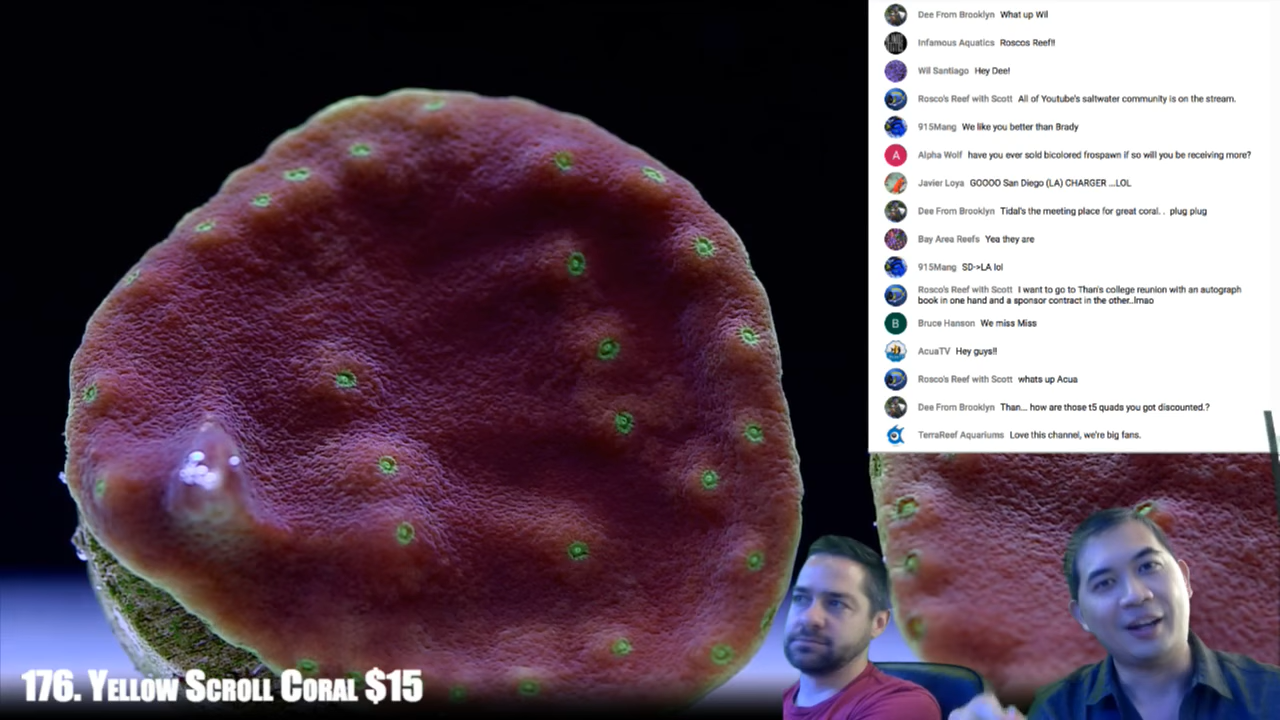 Dee From Brooklyn What up Wil
Infamous Aquatics Roscos Reef!!
Wil Santiago Hey Dee!
Rosco's Reef with Scott All of Youtube's saltwater community is on the stream.
915Mang We like you better than Brady
A Alpha Wolf have you ever sold bicolored frospawn if so will you be receiving more?
Javier Loya GOOOO San Diego (LA) CHARGER ...LOL
Dee From Brooklyn Tidal's the meeting place for great coral. . plug plug
Bay Area Reefs Yea they are
915Mang SD->LA lol
Rosco's Reef with Scott I want to go to Than's college reunion with an autograph
book in one hand and a sponsor contract in the other..lmao
B Bruce Hanson We miss Miss
AcuaTV Hey guys!!
Rosco's Reef with Scott whats up Acua
Dee From Brooklyn Than... how are those t5 quads you got discounted.?
TerraReef Aquariums Love this channel, we're big fans.
176. Yellow Scroll Coral $15